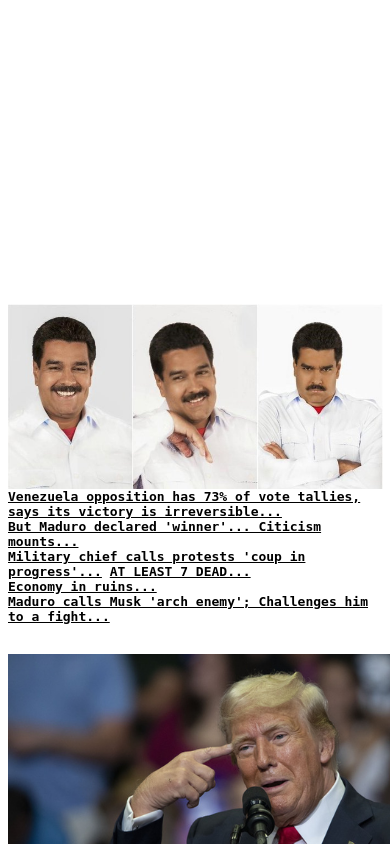 Venezuela opposition has 73% of vote tallies,
says its victory is irreversible...
But Maduro declared 'winner'... Citicism
mounts...
Military chief calls protests 'coup in
progress'... AT LEAST 7 DEAD...
Economy in ruins...
Maduro calls Musk 'arch enemy'; Challenges him
to a fight...